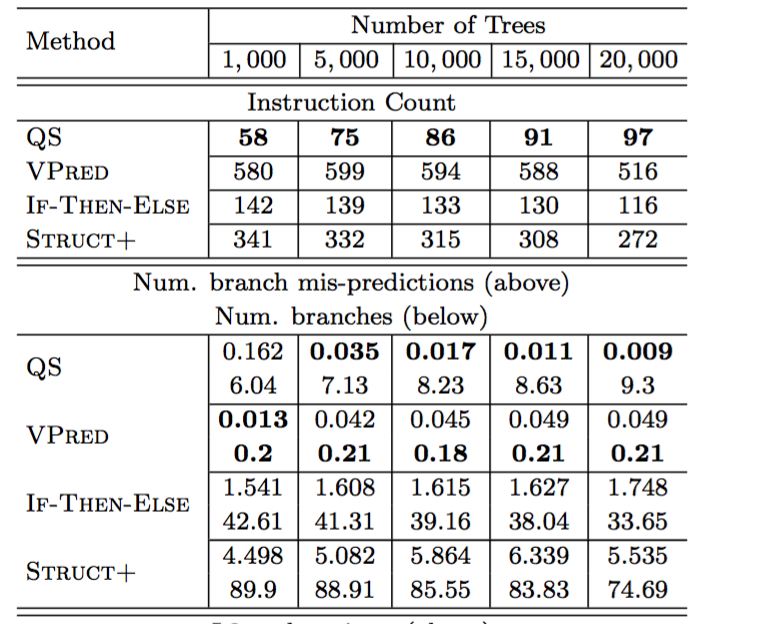 Method
Number of Trees
1,000 5,000 10,000 15,000 20,000
Instruction Count
QS 58 75 86 91 97
VPRED 580 599 594 588 516
IF-THEN-ELSE 142 139 133 130 116
STRUCT+ 341 332 315 308 272
Num. branch mis-predictions (above)
Num. branches (below)
QS
0.162 0.035 0.017 0.011 0.009
6.04 7.13 8.23 8.63 9.3
VPRED
0.013 0.042 0.045 0.049 0.049
0.2 0.21 0.18 0.21 0.21
IF-THEN-ELSE
1.541 1.608 1.615 1.627 1.748
42.61 41.31 39.16 38.04 33.65
STRUCT+
4.498 5.082 5.864 6.339 5.535
89.9 88.91 85.55 83.83 74.69